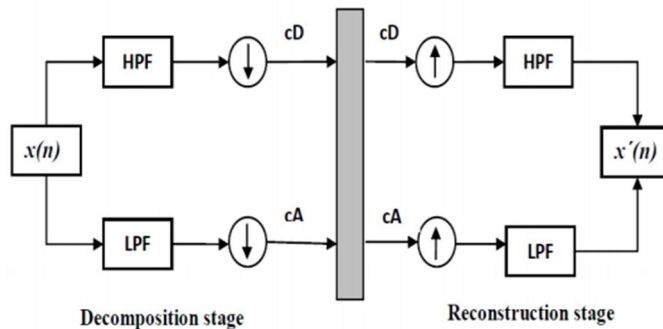 cD
cD
HPF
HPF
x(n)
x´(n)
cA
cA
LPF
LPF
Decomposition stage
Reconstruction stage